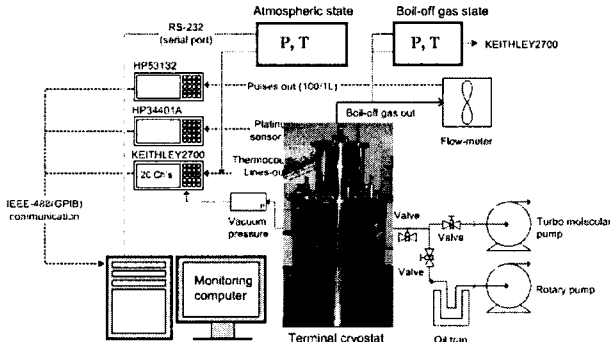 Atmospheric state
Boil-off gas state
RS-232
(serial port)
P, T
P, T
KEITHLEY2700
HP53132
Pulses out (100/1L)
HP34401A
Boil-off gas out
Platinum
sensor
Flow-meter
KEITHLEY2700
20 Ch's
Thermocou
Lines-ou
IEEE-488(GPIB)
communication
Vacuum
pressure
Valve
Valve
Turbo molecular
pump
Valve
Monitoring
computer
Rotary pump
Terminal cryostat
Oil trap